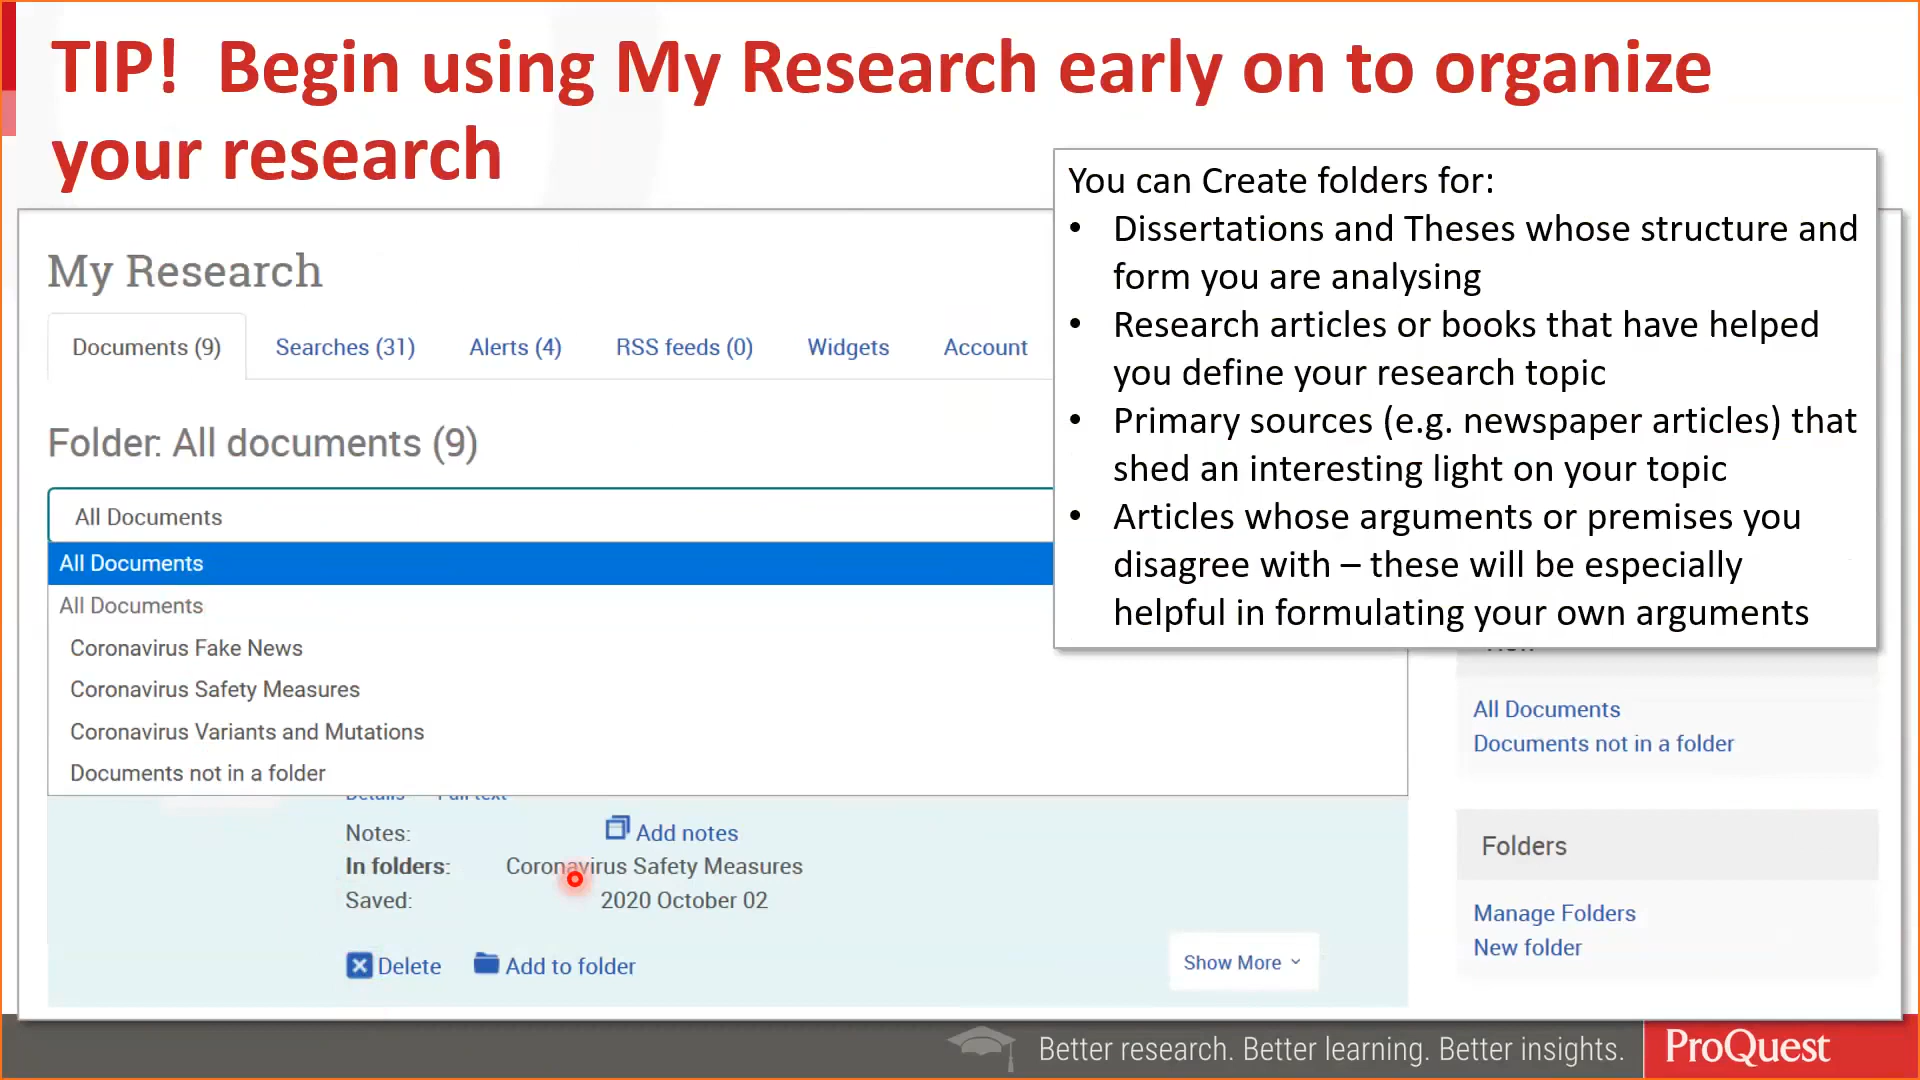 TIP!  Begin using My Research early on to organize
your research
You can Create folders for:
• Dissertations and Theses whose structure and
form you are analysing
• Research articles or books that have helped
you define your research topic
• Primary sources (e.g. newspaper articles) that
shed an interesting light on your topic
• Articles whose arguments or premises you
disagree with – these will be especially
helpful in formulating your own arguments
My Research
Documents (9) Searches (31) Alerts (4) RSS feeds (0) Widgets Account
Folder: All documents (9)
All Documents
All Documents
All Documents
Coronavirus Fake News
Coronavirus Safety Measures
Coronavirus Variants and Mutations
Documents not in a folder
Details Full text
Notes: Add notes
In folders: Coronavirus Safety Measures
Saved: 2020 October 02
Delete Add to folder
Show More
All Documents
Documents not in a folder
Folders
Manage Folders
New folder
Better research. Better learning. Better insights.
ProQuest